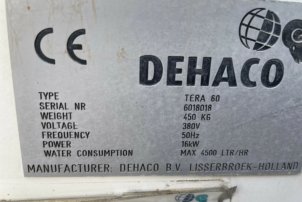 CE
DEHACO
TYPE TERA 60
SERIAL NR 6018018
WEIGHT 450 KG
VOLTAGE 380V
FREQUENCY 50Hz
POWER 16kW
WATER CONSUMPTION MAX 4500 LTR/HR
MANUFACTURER: DEHACO B.V. LISSERBROEK-HOLLAND